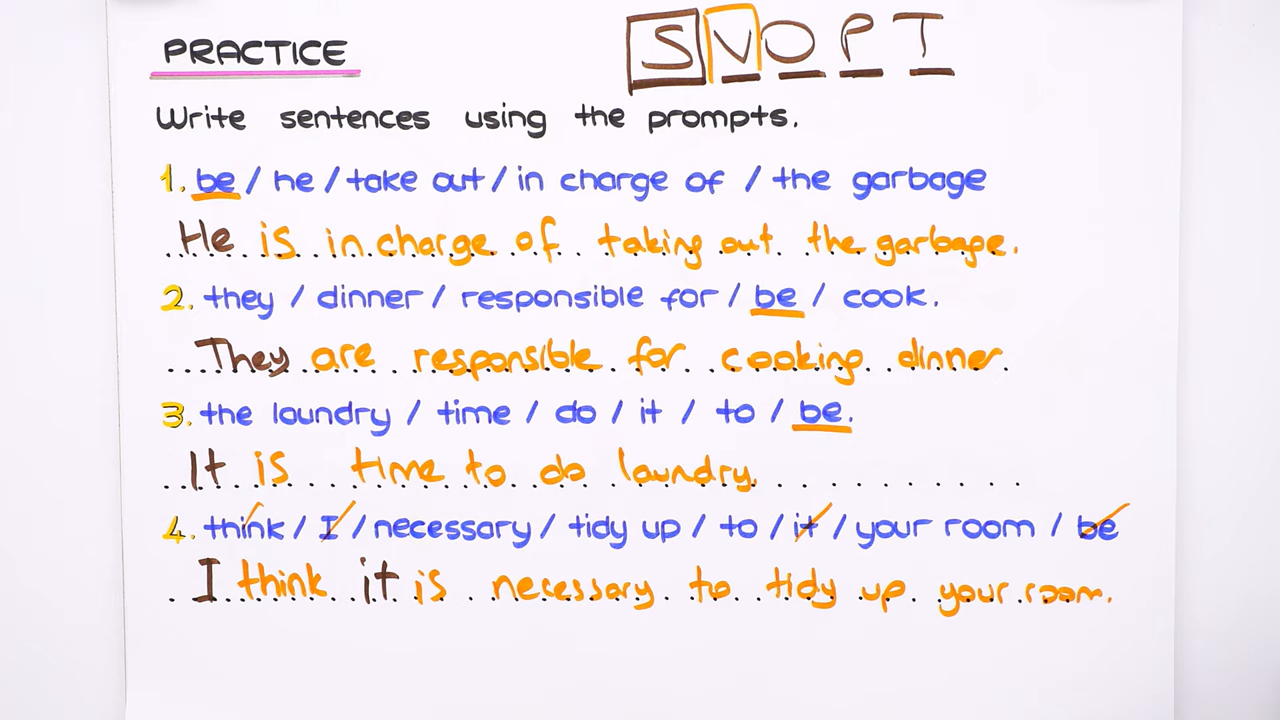 PRACTICE
S V O P T
Write sentences using the prompts.
1. be / he / take out / in charge of / the garbage
He is in charge of taking out the garbage.
2. they / dinner / responsible for / be / cook.
They are responsible for cooking dinner.
3. the laundry / time / do / it / to / be.
It is time to do laundry.
4. think / I / necessary / tidy up / to / it / your room / be
I think it is necessary to tidy up your room.